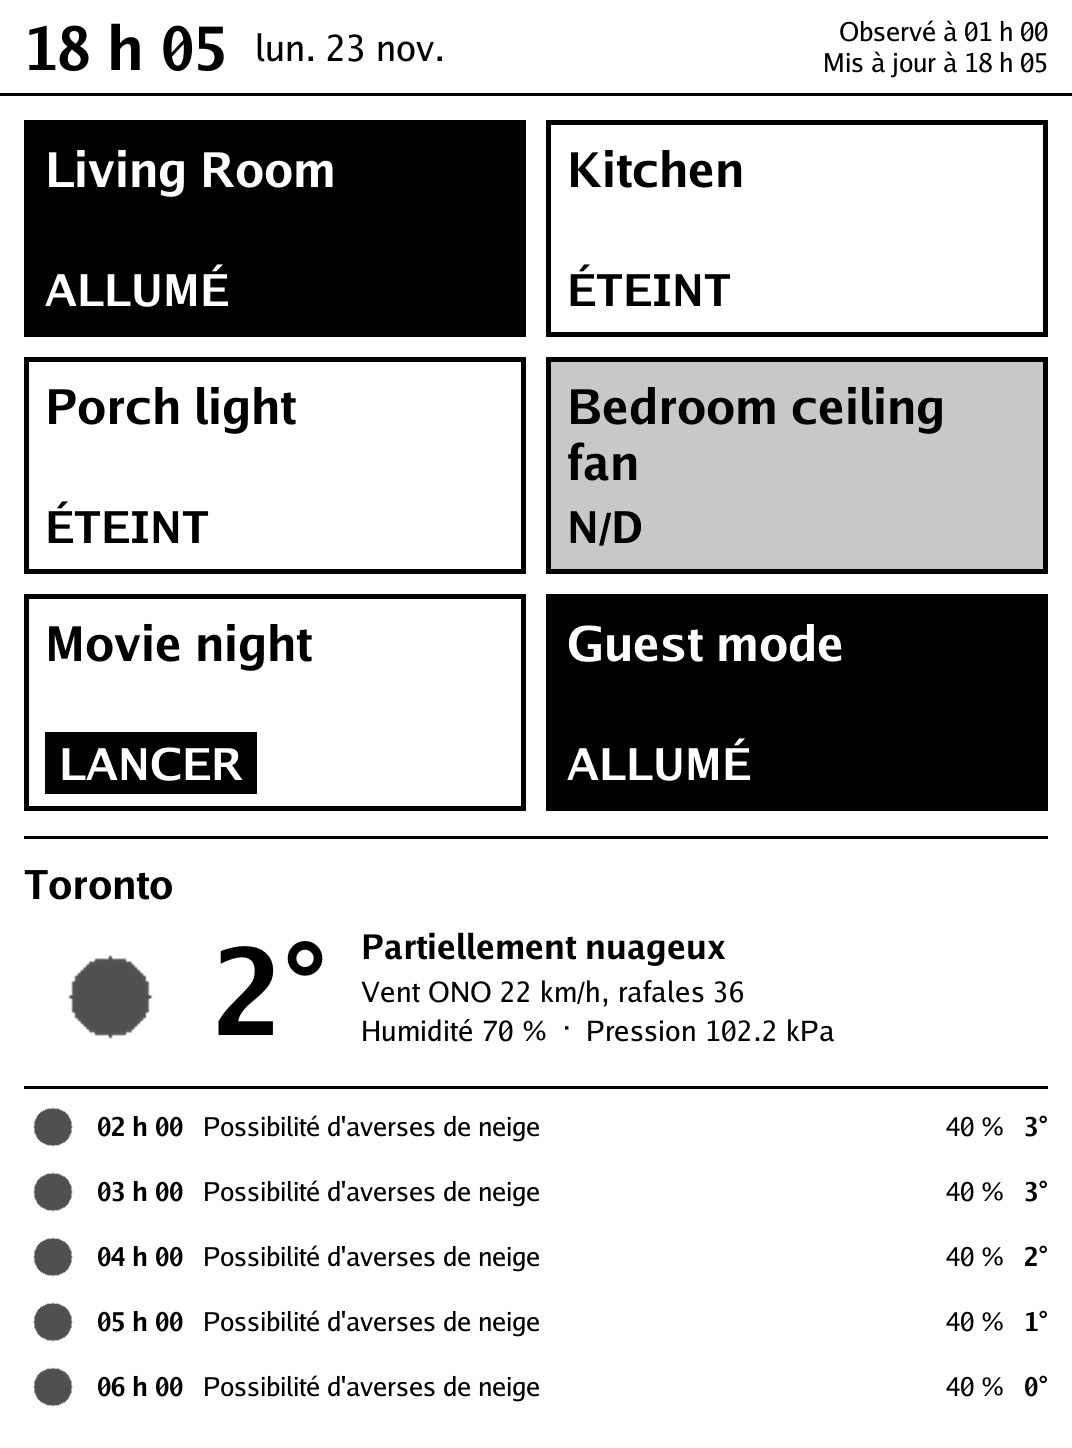 18 h 05 lun. 23 nov.
Observé à 01 h 00
Mis à jour à 18 h 05
Living Room
ALLUMÉ
Kitchen
ÉTEINT
Porch light
ÉTEINT
Bedroom ceiling
fan
N/D
Movie night
LANCER
Guest mode
ALLUMÉ
Toronto
2°
Partiellement nuageux
Vent ONO 22 km/h, rafales 36
Humidité 70 % · Pression 102.2 kPa
02 h 00 Possibilité d'averses de neige 40 % 3°
03 h 00 Possibilité d'averses de neige 40 % 3°
04 h 00 Possibilité d'averses de neige 40 % 2°
05 h 00 Possibilité d'averses de neige 40 % 1°
06 h 00 Possibilité d'averses de neige 40 % 0°